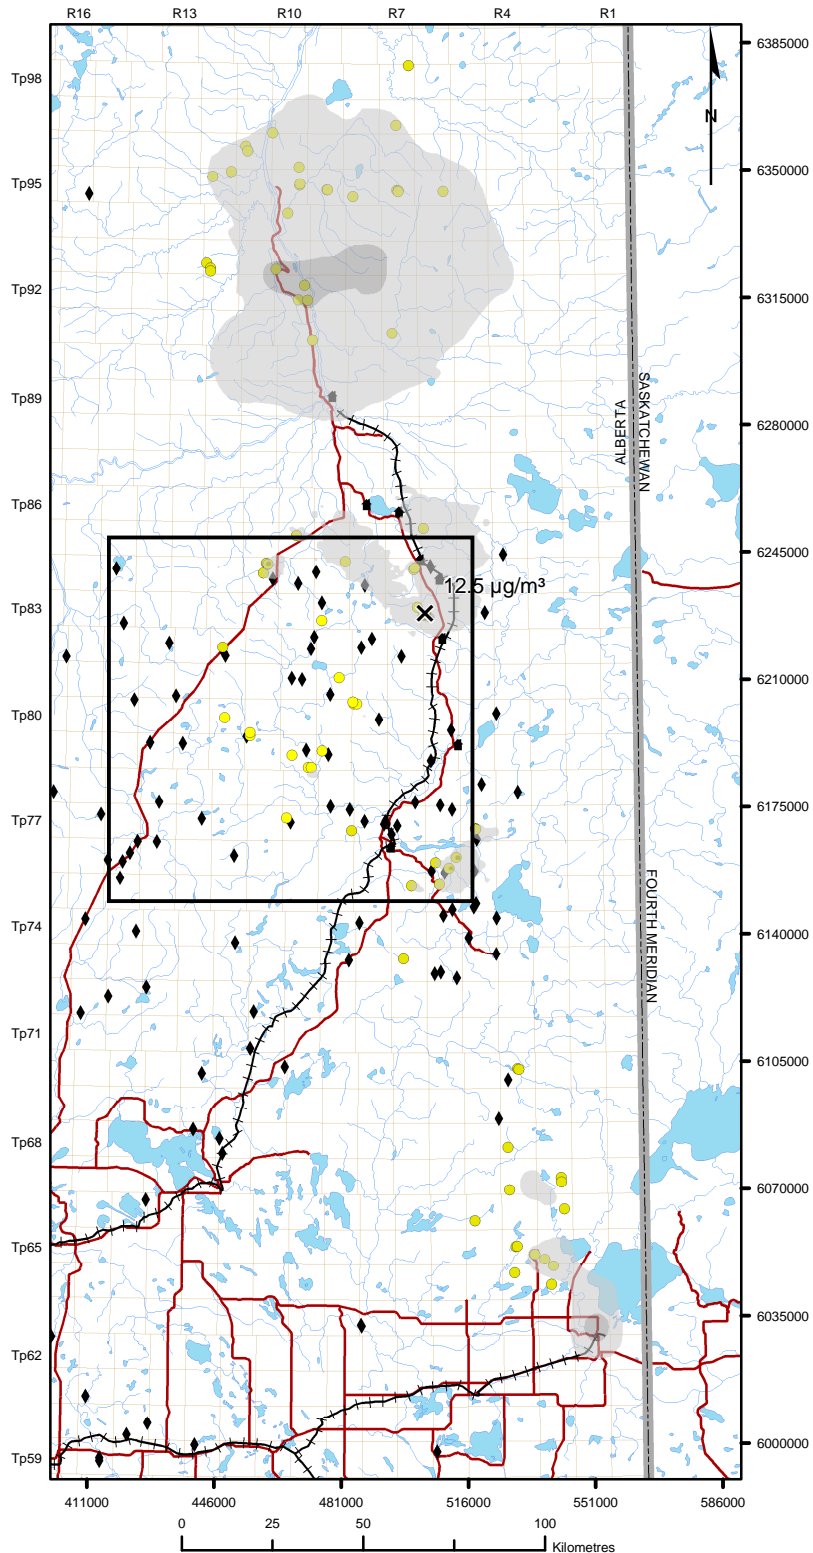 R16 R13 R10 R7 R4 R1
6385000
Tp98
N
6350000
Tp95
6315000
Tp92
Tp89
SASKATCHEWAN
ALBERTA
6280000
Tp86
6245000
12.5 µg/m³
Tp83
6210000
Tp80
6175000
Tp77
FOURTH MERIDIAN
6140000
Tp74
Tp71
6105000
Tp68
6070000
Tp65
6035000
Tp62
6000000
Tp59
411000 446000 481000 516000 551000 586000
0 25 50 100
Kilometres